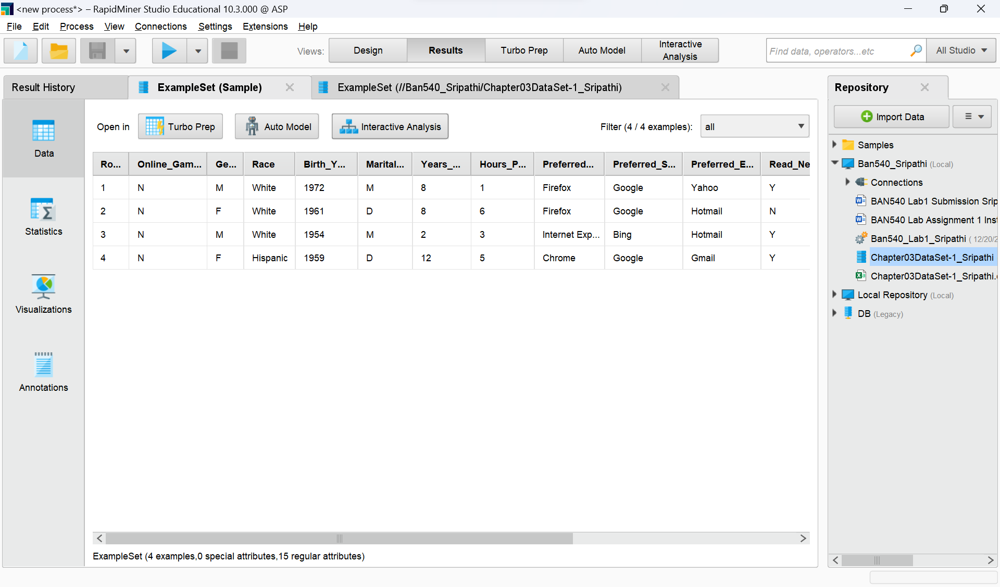 <new process*> – RapidMiner Studio Educational 10.3.000 @ ASP
File Edit Process View Connections Settings Extensions Help
Views: Design Results Turbo Prep Auto Model Interactive Analysis
Find data, operators...etc All Studio
Result History ExampleSet (Sample) ExampleSet (//Ban540_Sripathi/Chapter03DataSet-1_Sripathi)
Data
Statistics
Visualizations
Annotations
Open in Turbo Prep Auto Model Interactive Analysis Filter (4 / 4 examples): all
Ro... Online_Gam... Ge... Race Birth_Y... Marital... Years_... Hours_P... Preferred... Preferred_S... Preferred_E... Read_Ne
1 N M White 1972 M 8 1 Firefox Google Yahoo Y
2 N F White 1961 D 8 6 Firefox Google Hotmail N
3 N M White 1954 M 2 3 Internet Exp... Bing Hotmail Y
4 N F Hispanic 1959 D 12 5 Chrome Google Gmail Y
ExampleSet (4 examples,0 special attributes,15 regular attributes)
Repository
Import Data
Samples
Ban540_Sripathi (Local)
Connections
BAN540 Lab1 Submission Srip
BAN540 Lab Assignment 1 Inst
Ban540_Lab1_Sripathi ( 12/20/2
Chapter03DataSet-1_Sripathi
Chapter03DataSet-1_Sripathi.
Local Repository (Local)
DB (Legacy)